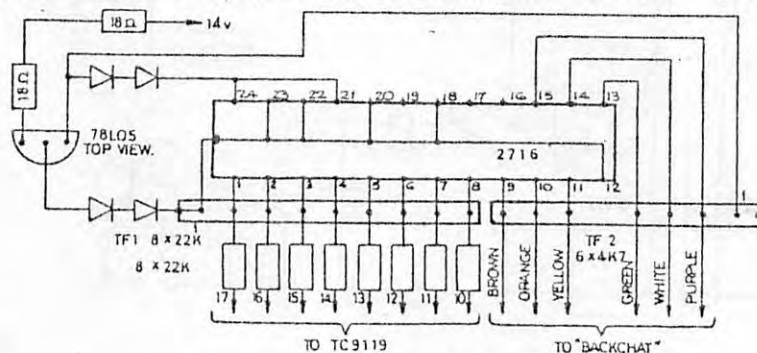 18Ω
14v
18Ω
78L05
TOP VIEW.
24 23 22 21 20 19 18 17 16 15 14 13
2716
1 2 3 4 5 6 7 8 9 10 11 12
1
1
TF1 8 x 22K
8 x 22K
TF 2
6 x 4K7
BROWN
ORANGE
YELLOW
GREEN
WHITE
PURPLE
17 16 15 14 13 12 11 10
TO TC9119
TO "BACKCHAT"